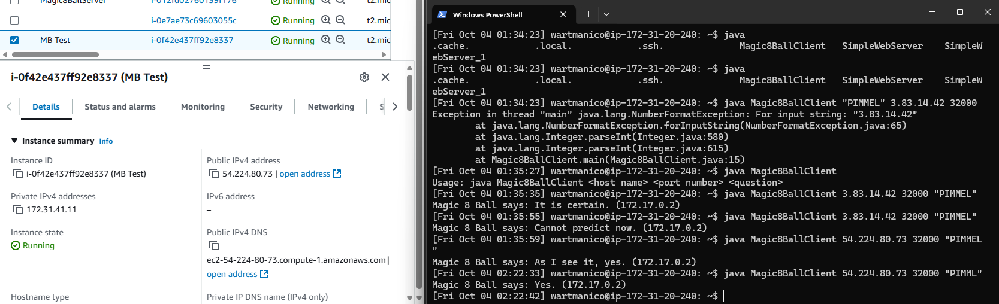 Magic8BallServer
Running
t2.mic
i-0e7ae73c69603055c
Running
t2.mic
MB Test
i-0f42e437ff92e8337
Running
t2.mic
i-0f42e437ff92e8337 (MB Test)
Details
Status and alarms
Monitoring
Security
Networking
Instance summary
Info
Instance ID
i-0f42e437ff92e8337 (MB Test)
Public IPv4 address
54.224.80.73 | open address
Private IPv4 addresses
172.31.41.11
IPv6 address
–
Instance state
Running
Public IPv4 DNS
ec2-54-224-80-73.compute-1.amazonaws.com |
open address
Hostname type
Private IP DNS name (IPv4 only)
Windows PowerShell
[Fri Oct 04 01:34:23] wartmanico@ip-172-31-20-240: ~$ java
.cache. .local. .ssh. Magic8BallClient SimpleWebServer SimpleW
ebServer_1
[Fri Oct 04 01:34:23] wartmanico@ip-172-31-20-240: ~$ java
.cache. .local. .ssh. Magic8BallClient SimpleWebServer SimpleW
ebServer_1
[Fri Oct 04 01:34:23] wartmanico@ip-172-31-20-240: ~$ java Magic8BallClient "PIMMEL" 3.83.14.42 32000
Exception in thread "main" java.lang.NumberFormatException: For input string: "3.83.14.42"
at java.lang.NumberFormatException.forInputString(NumberFormatException.java:65)
at java.lang.Integer.parseInt(Integer.java:580)
at java.lang.Integer.parseInt(Integer.java:615)
at Magic8BallClient.main(Magic8BallClient.java:15)
[Fri Oct 04 01:35:27] wartmanico@ip-172-31-20-240: ~$ java Magic8BallClient
Usage: java Magic8BallClient <host name> <port number> <question>
[Fri Oct 04 01:35:35] wartmanico@ip-172-31-20-240: ~$ java Magic8BallClient 3.83.14.42 32000 "PIMMEL"
Magic 8 Ball says: It is certain. (172.17.0.2)
[Fri Oct 04 01:35:55] wartmanico@ip-172-31-20-240: ~$ java Magic8BallClient 3.83.14.42 32000 "PIMMEL"
Magic 8 Ball says: Cannot predict now. (172.17.0.2)
[Fri Oct 04 01:35:59] wartmanico@ip-172-31-20-240: ~$ java Magic8BallClient 54.224.80.73 32000 "PIMMEL
"
Magic 8 Ball says: As I see it, yes. (172.17.0.2)
[Fri Oct 04 02:22:33] wartmanico@ip-172-31-20-240: ~$ java Magic8BallClient 54.224.80.73 32000 "PIMML"
Magic 8 Ball says: Yes. (172.17.0.2)
[Fri Oct 04 02:22:42] wartmanico@ip-172-31-20-240: ~$